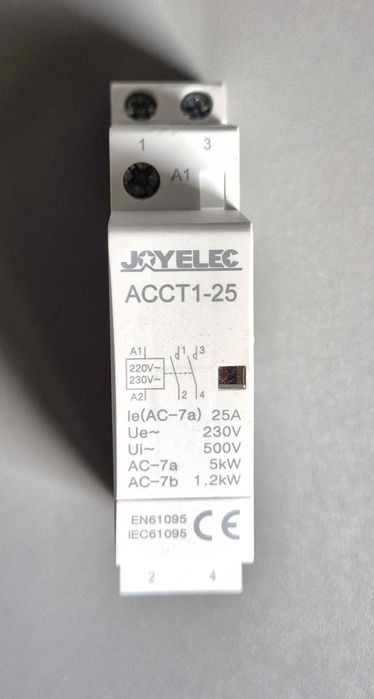 1 3
A1
JOYELEC
ACCT1-25
A1 1 3
220V~
230V~
A2 2 4
Ie(AC-7a) 25A
Ue~ 230V
Ui~ 500V
AC-7a 5kW
AC-7b 1.2kW
EN61095
IEC61095 CE
2 4